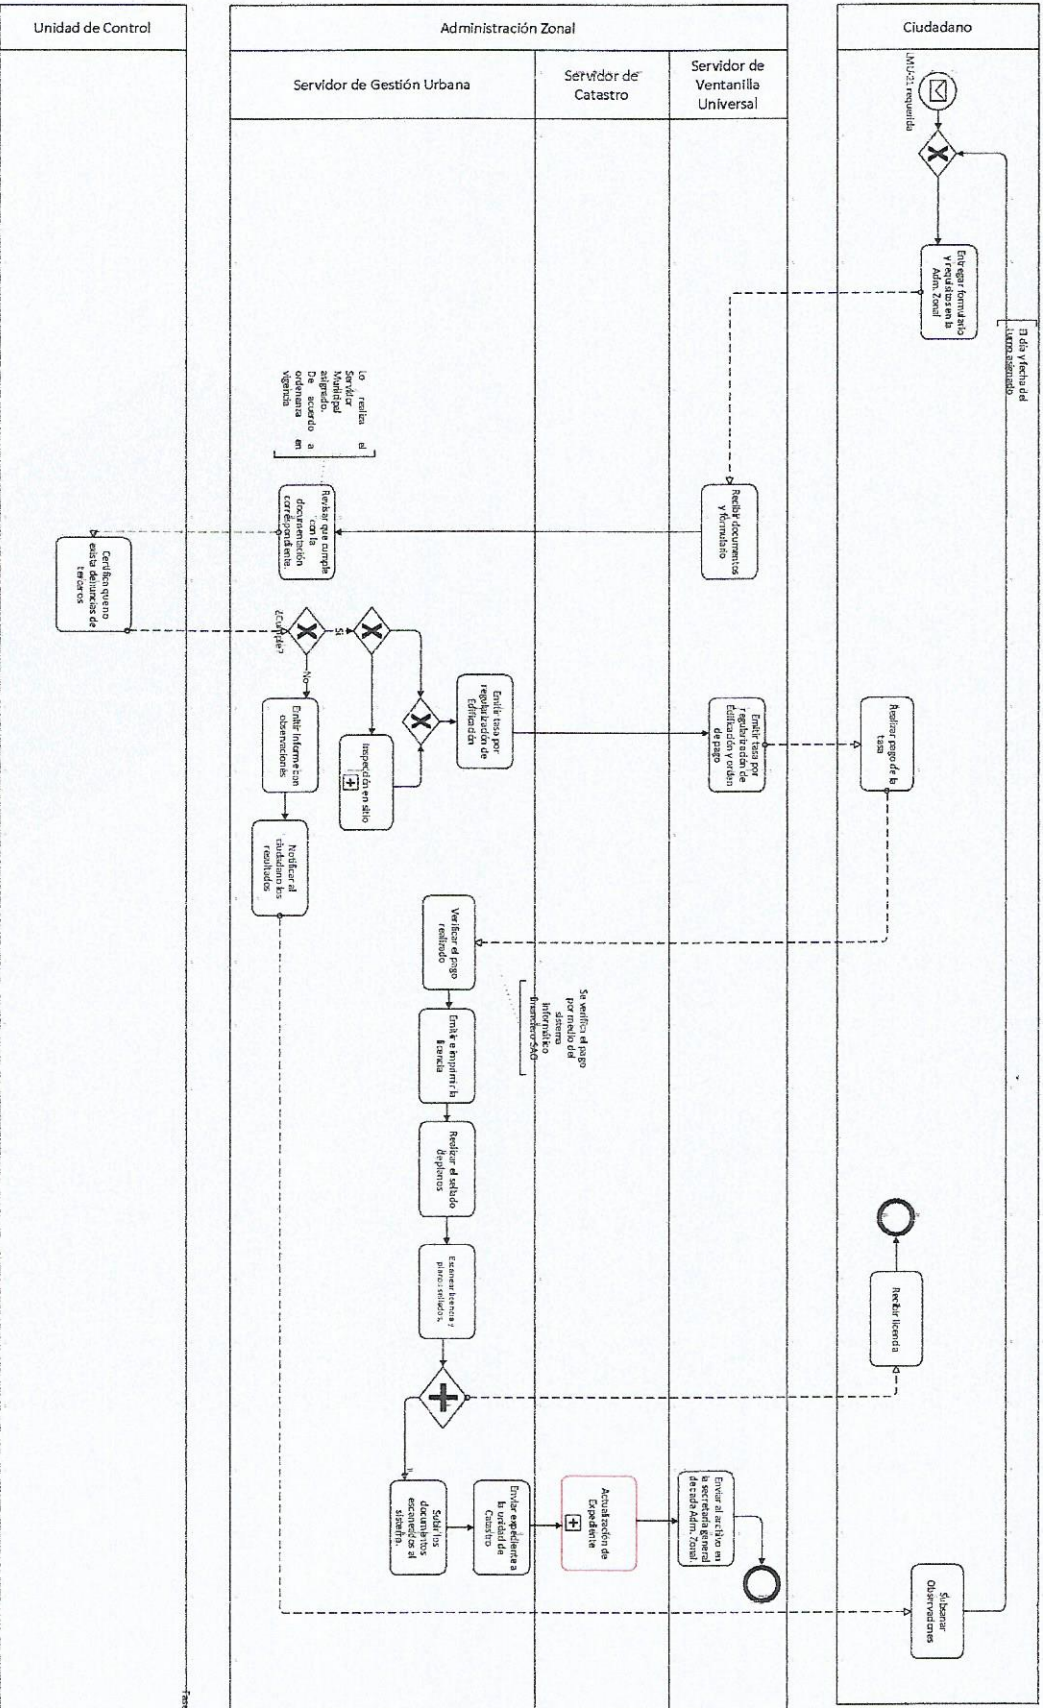 Unidad de Control
Administración Zonal
Ciudadano
Servidor de Gestión Urbana
Servidor de
Catastro
Servidor de
Ventanilla
Universal
LMU-21 requerida
Entregar formulario
y requisitos en la
Adm. Zonal
El día y fecha del
turno asignado
Recibir documentos
y formulario
Lo realiza el
Servidor
Municipal
asignado.
De acuerdo a
ordenanza en
vigencia
Revisar que cumple
con la
documentación
correspondiente.
Certifica que no
exista denuncias de
terceros
¿Cumple?
Si
No
Emitir Informe con
observaciones
Notificar al
ciudadano los
resultados
Inspección en sitio
Emitir tasa por
regularización de
Edificación
Emitir tasa por
regularización de
Edificación y orden
de pago
Realizar pago de la
tasa
Verificar el pago
realizado
Se verifica el pago
por medio del
sistema
informático
financiero SAO
Emitir e imprimir la
licencia
Realizar el sellado
de planos
Escanear licencia y
planos sellados.
Recibir licencia
Subir los
documentos
escaneados al
sistema.
Enviar expediente a
la unidad de
Catastro
Actualización de
Expediente
Enviar al archivo en
la secretaría general
de cada Adm. Zonal.
Subsanar
Observaciones
Fase